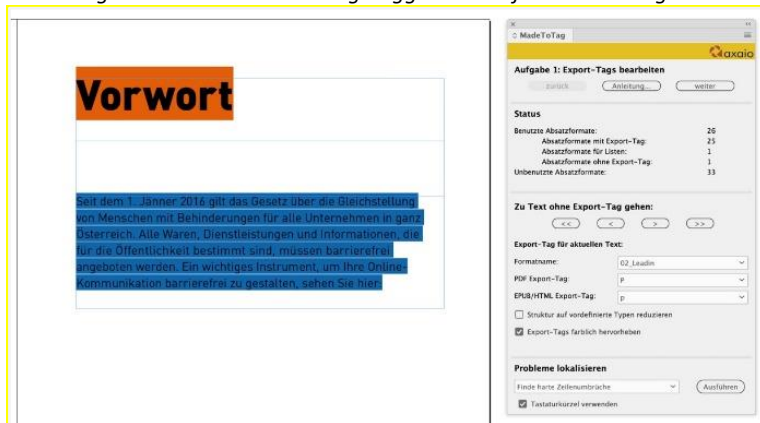 Vorwort
Seit dem 1. Jänner 2016 gilt das Gesetz über die Gleichstellung
von Menschen mit Behinderungen für alle Unternehmen in ganz
Österreich. Alle Waren, Dienstleistungen und Informationen, die
für die Öffentlichkeit bestimmt sind, müssen barrierefrei
angeboten werden. Ein wichtiges Instrument, um Ihre Online-
Kommunikation barrierefrei zu gestalten, sehen Sie hier:
MadeToTag
axaio
Aufgabe 1: Export-Tags bearbeiten
zurück Anleitung... weiter
Status
Benutzte Absatzformate: 26
Absatzformate mit Export-Tag: 25
Absatzformate für Listen: 1
Absatzformate ohne Export-Tag: 1
Unbenutzte Absatzformate: 33
Zu Text ohne Export-Tag gehen:
<< < > >>
Export-Tag für aktuellen Text:
Formatname: 02_Leadin
PDF Export-Tag: p
EPUB/HTML Export-Tag: p
Struktur auf vordefinierte Typen reduzieren
Export-Tags farblich hervorheben
Probleme lokalisieren
Finde harte Zeilenumbrüche Ausführen
Tastaturkürzel verwenden